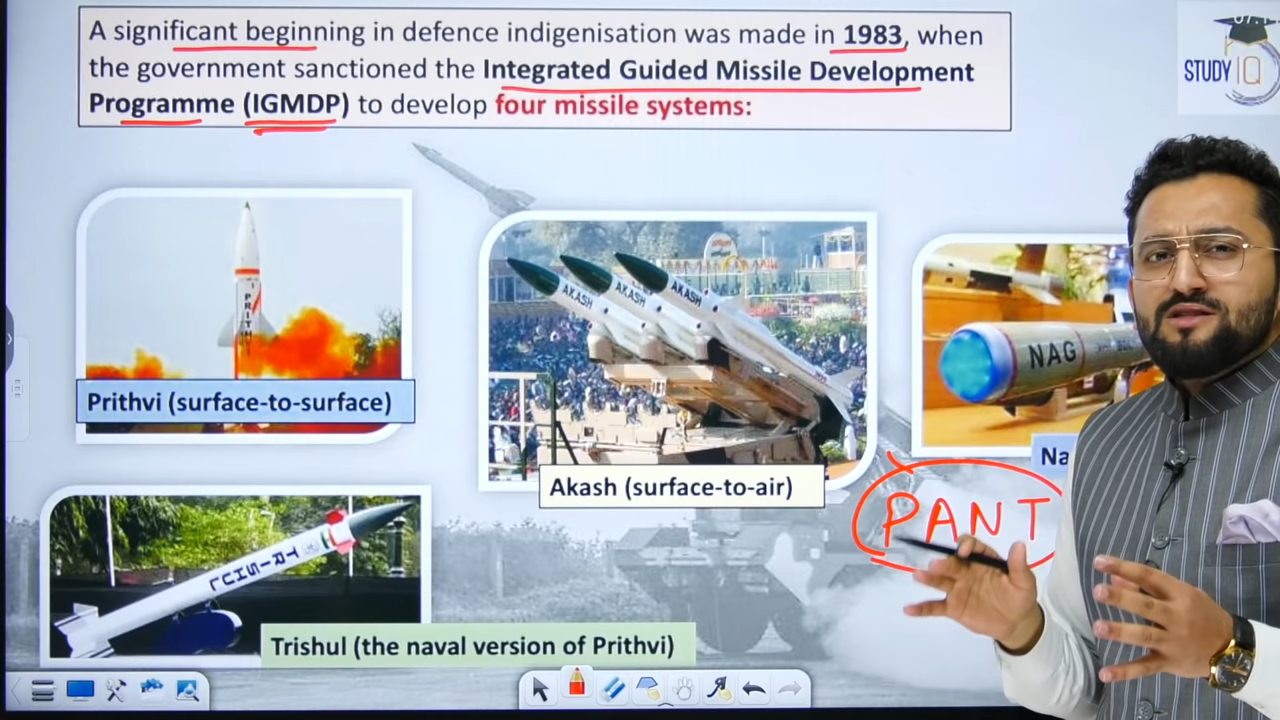 A significant beginning in defence indigenisation was made in 1983, when
the government sanctioned the Integrated Guided Missile Development
Programme (IGMDP) to develop four missile systems:
STUDY IQ
PRITH
AKASH
AKASH
AKASH
NAG
Prithvi (surface-to-surface)
Akash (surface-to-air)
Na
PANT
TRISHUL
Trishul (the naval version of Prithvi)